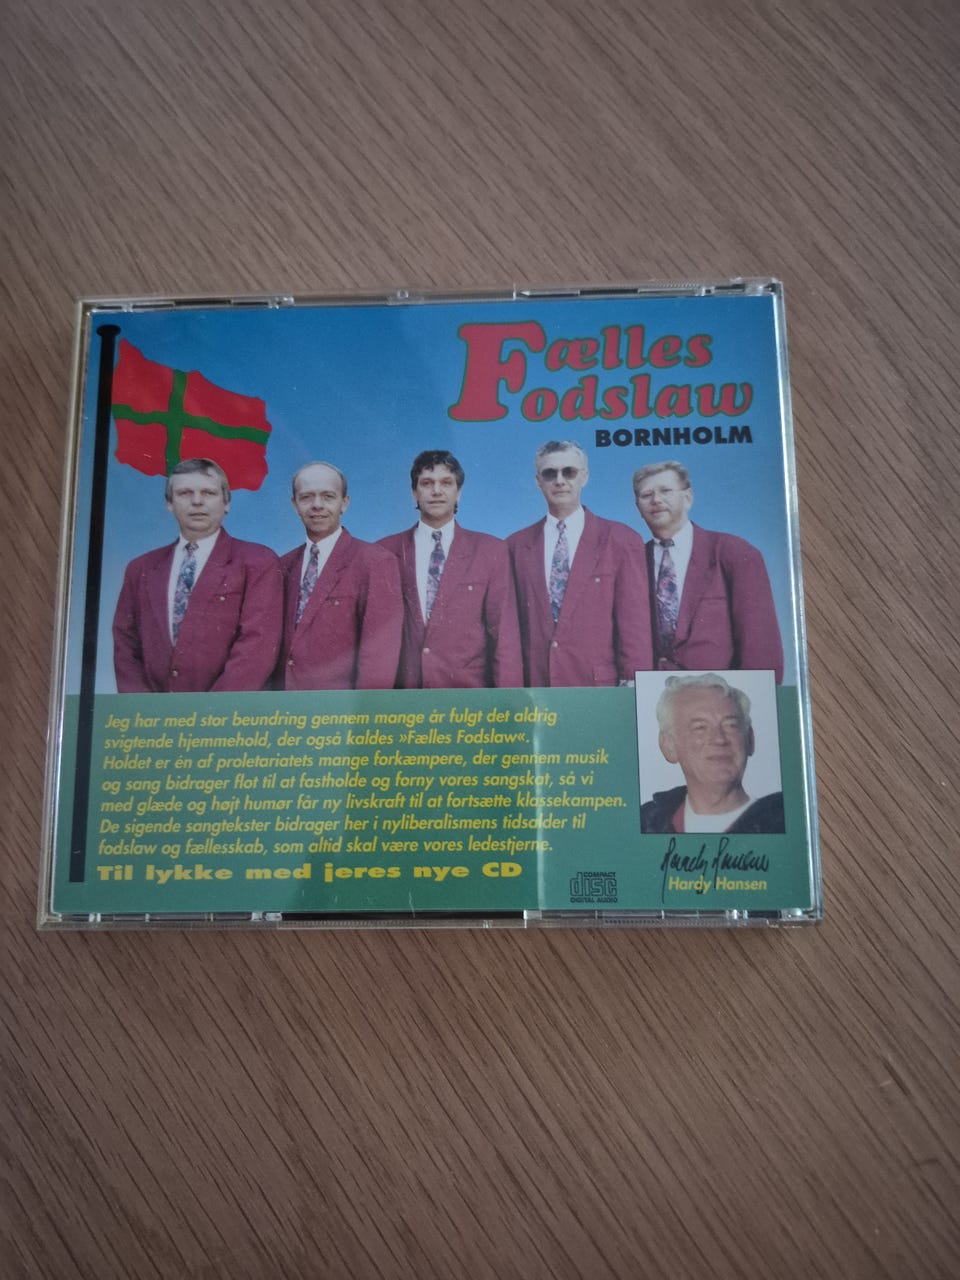 Fælles
Fodslaw
BORNHOLM
Jeg har med stor beundring gennem mange år fulgt det aldrig
svigtende hjemmehold, der også kaldes »Fælles Fodslaw«.
Holdet er én af proletariatets mange forkæmpere, der gennem musik
og sang bidrager flot til at fastholde og forny vores sangskat, så vi
med glæde og højt humør får ny livskraft til at fortsætte klassekampen.
De sigende sangtekster bidrager her i nyliberalismens tidsalder til
fodslaw og fællesskab, som altid skal være vores ledestjerne.
Til lykke med jeres nye CD
COMPACT
disc
DIGITAL AUDIO
Hardy Hansen
Hardy Hansen